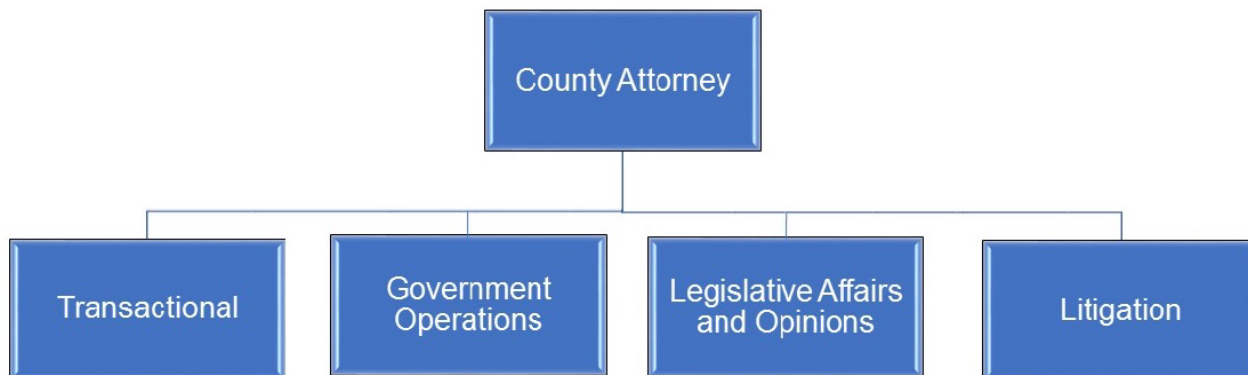 County Attorney
Transactional
Government
Operations
Legislative Affairs
and Opinions
Litigation